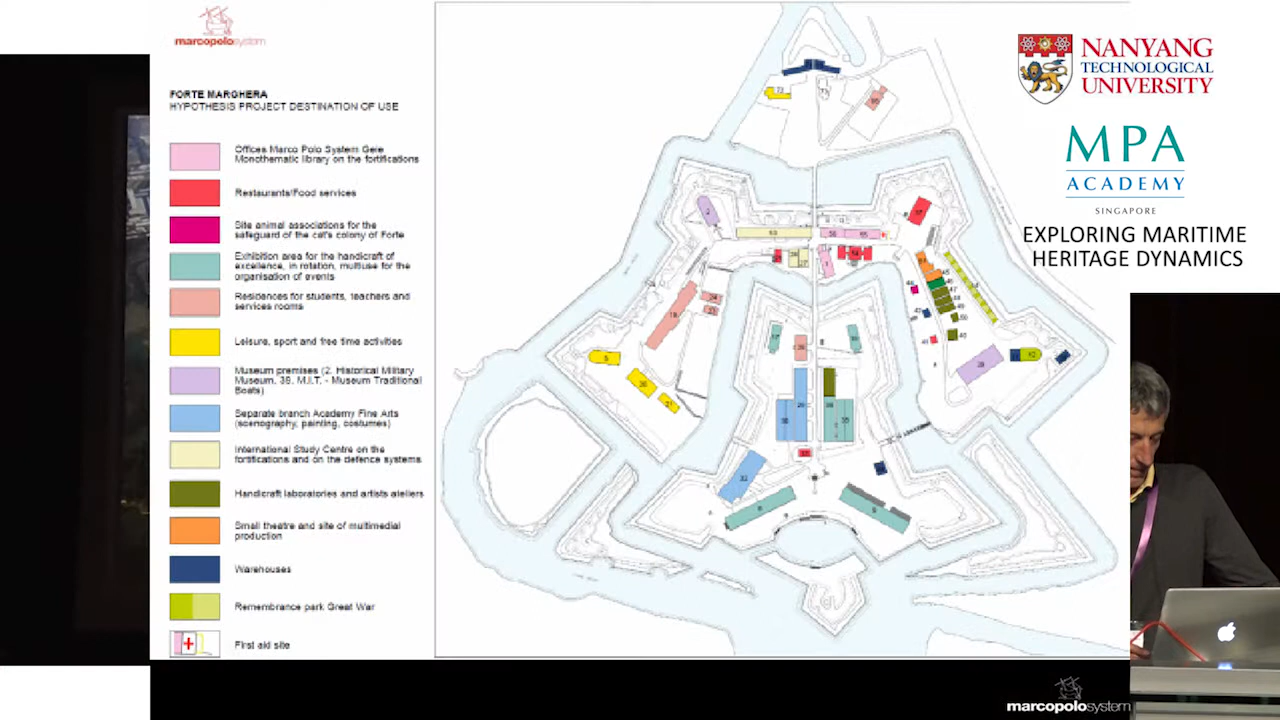 marcopolosystem
FORTE MARGHERA
HYPOTHESIS PROJECT DESTINATION OF USE
Offices Marco Polo System Geie
Monothematic library on the fortifications
Restaurants/Food services
Site animal associations for the
safeguard of the cat's colony of Forte
Exhibition area for the handicraft of
excellence, in rotation, multiuse for the
organisation of events
Residences for students, teachers and
services rooms
Leisure, sport and free time activities
Museum premises (2. Historical Military
Museum, 39. M.I.T. - Museum Traditional
Boats)
Separate branch Academy Fine Arts
(scenography, painting, costumes)
International Study Centre on the
fortifications and on the defence systems
Handicraft laboratories and artists ateliers
Small theatre and site of multimedial
production
Warehouses
Remembrance park Great War
First aid site
NANYANG
TECHNOLOGICAL
UNIVERSITY
MPA
ACADEMY
SINGAPORE
EXPLORING MARITIME
HERITAGE DYNAMICS
marcopolosystem